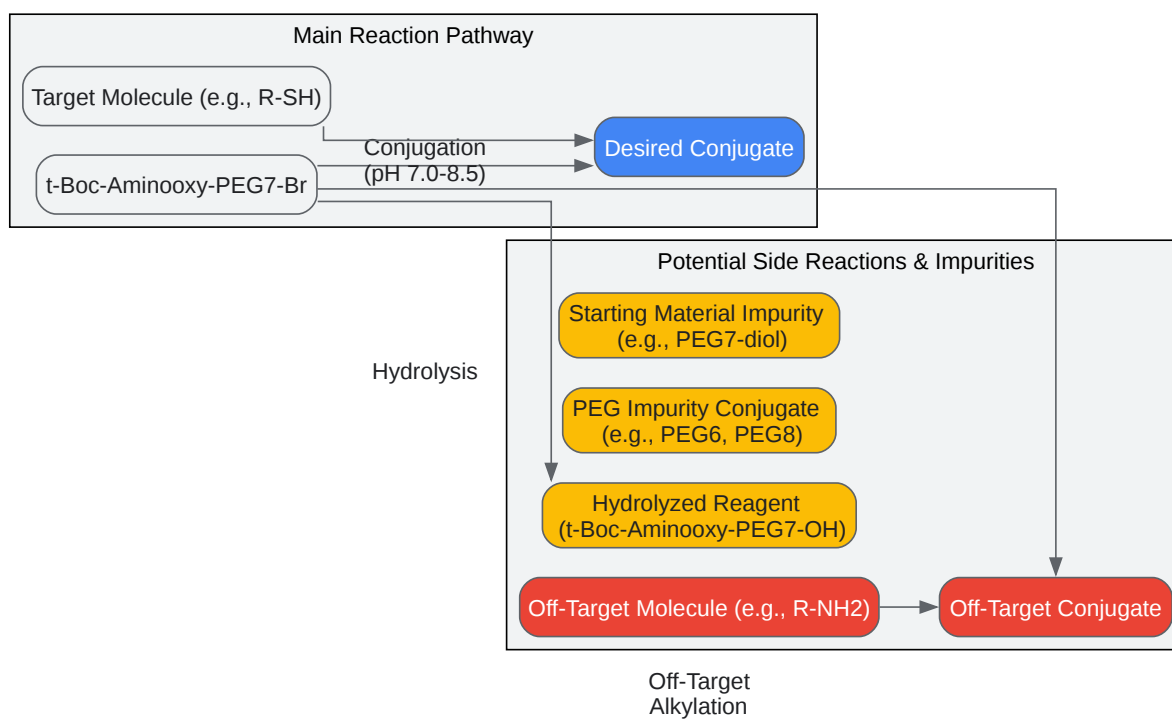 Main Reaction Pathway
Target Molecule (e.g., R-SH)
Conjugation
(pH 7.0-8.5)
Desired Conjugate
t-Boc-Aminooxy-PEG7-Br
Potential Side Reactions & Impurities
Starting Material Impurity
(e.g., PEG7-diol)
Hydrolysis
PEG Impurity Conjugate
(e.g., PEG6, PEG8)
Hydrolyzed Reagent
(t-Boc-Aminooxy-PEG7-OH)
Off-Target Molecule (e.g., R-NH2)
Off-Target Conjugate
Off-Target
Alkylation